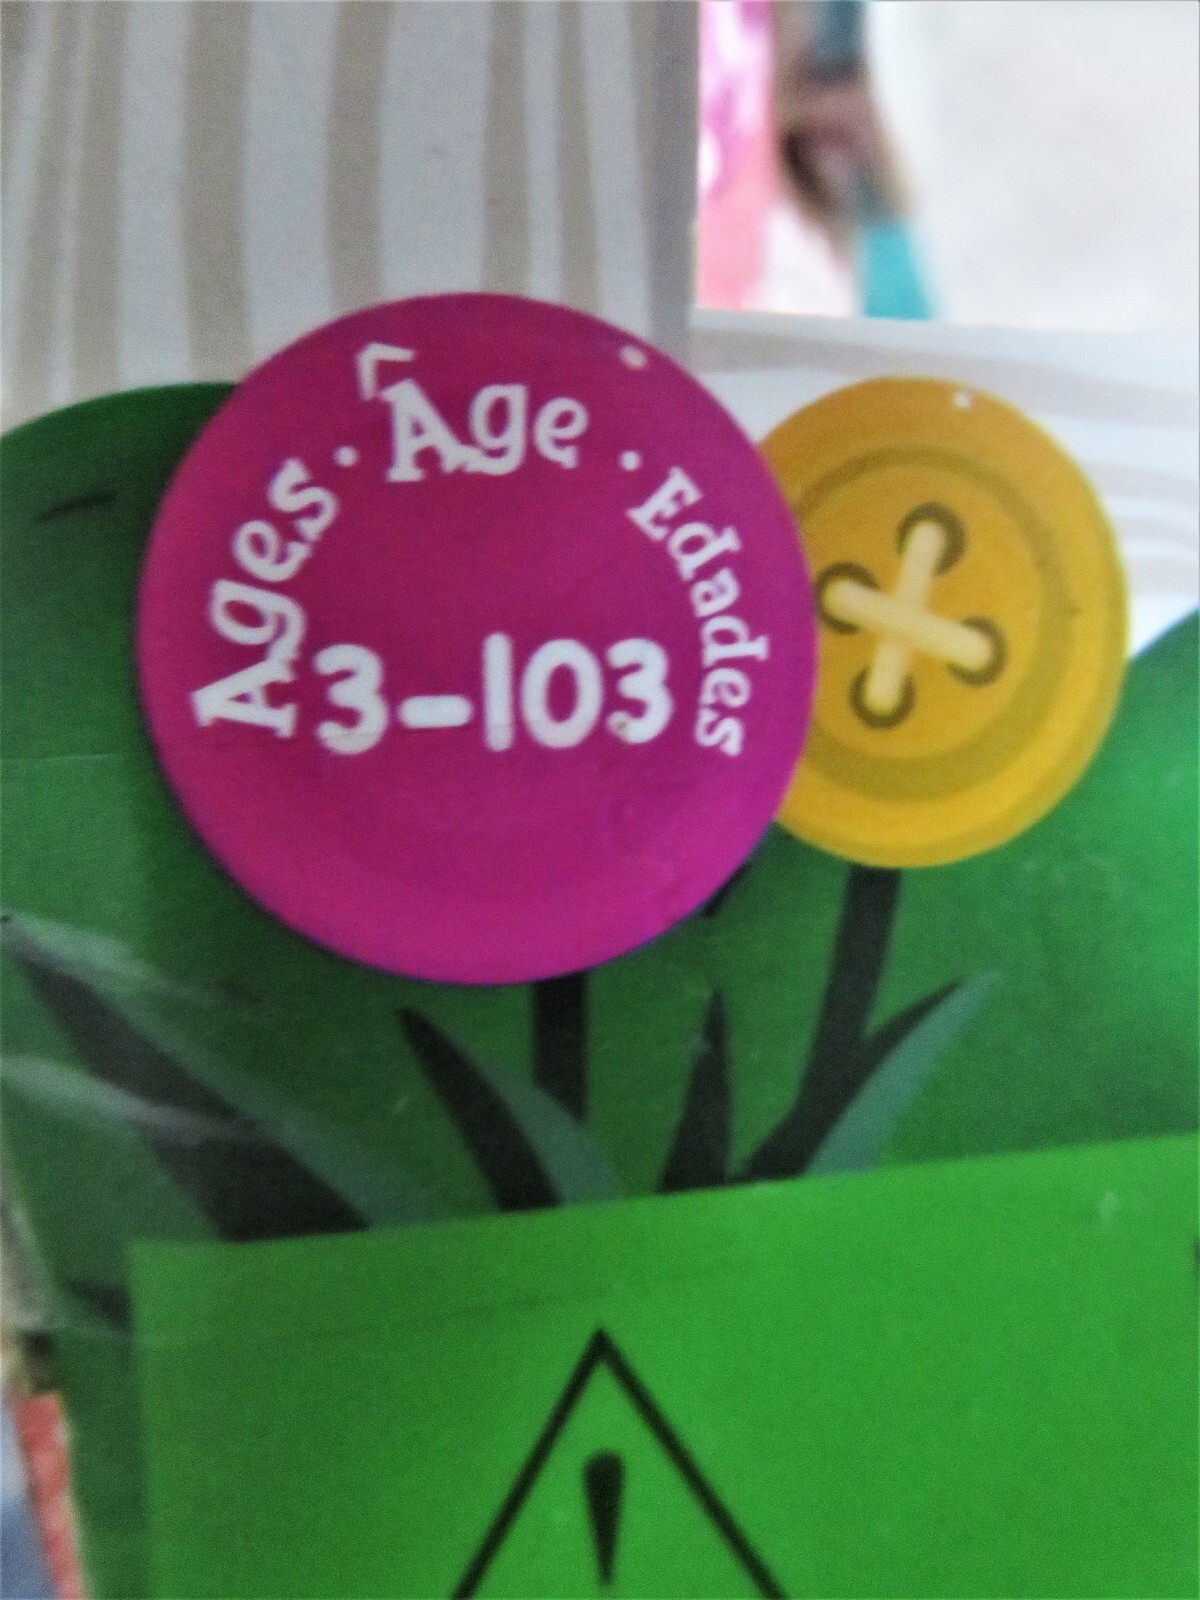 Ages · Âge · Edades
3-103
!